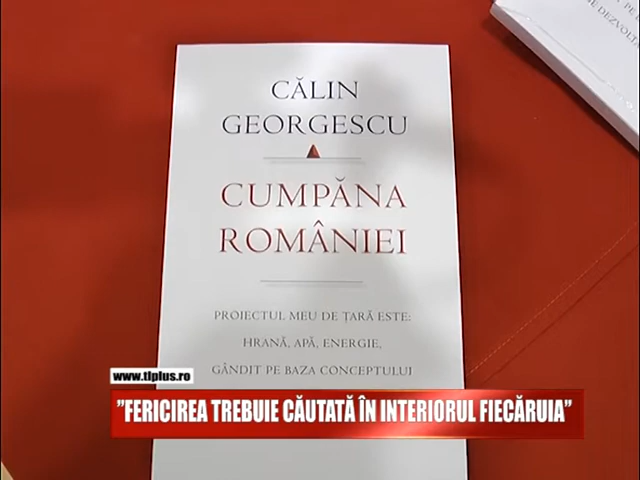 CĂLIN
GEORGESCU
CUMPĂNA
ROMÂNIEI
PROIECTUL MEU DE ȚARĂ ESTE:
HRANĂ, APĂ, ENERGIE,
GÂNDIT PE BAZA CONCEPTULUI
www.tlplus.ro
"FERICIREA TREBUIE CĂUTATĂ ÎN INTERIORUL FIECĂRUIA"